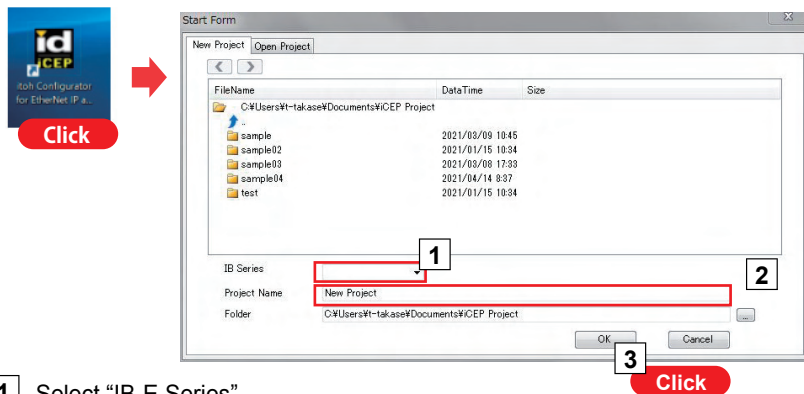 Start Form
X
New Project Open Project
id
iCEP
itoh Configurator
for EtherNet IP a...
Click
< >
FileName DataTime Size
C:¥Users¥t-takase¥Documents¥iCEP Project
..
sample 2021/03/09 10:45
sample02 2021/01/15 10:34
sample03 2021/03/08 17:33
sample04 2021/04/14 8:37
test 2021/01/15 10:34
1
IB Series
2
Project Name New Project
Folder C:¥Users¥t-takase¥Documents¥iCEP Project ...
OK Cancel
3
Click
1 Select “IB-E Series”